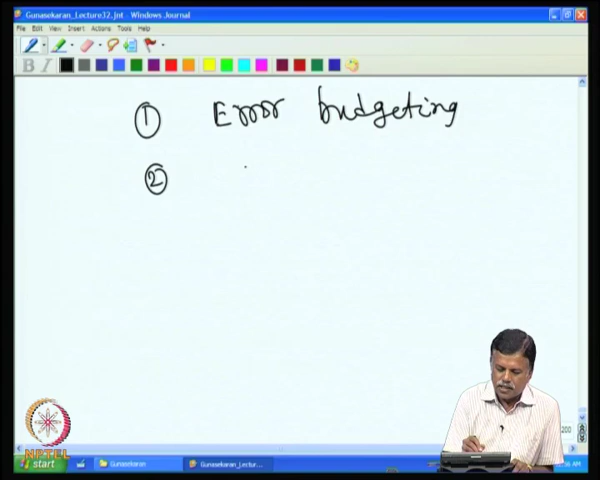 Gunasekaran_Lecture32.jnt - Windows Journal
File Edit View Insert Actions Tools Help
B I
① Error budgeting
②
NPTEL
start Gunasekaran Gunasekaran_Lectur...